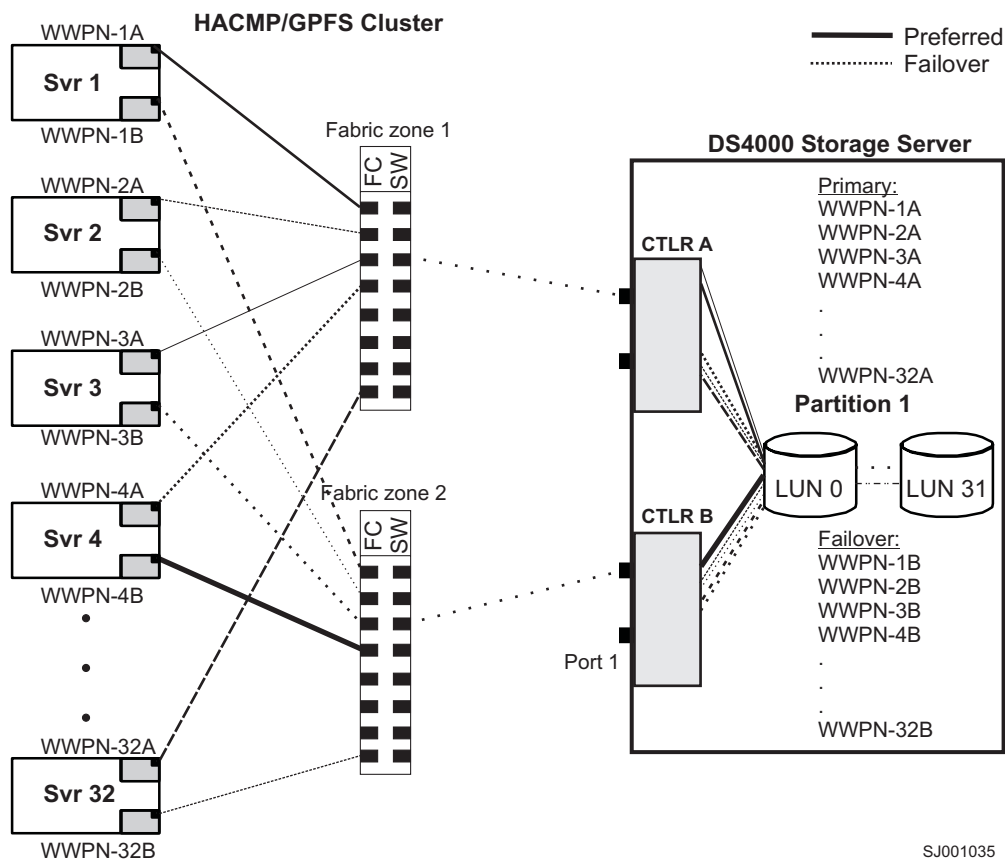 HACMP/GPFS Cluster
Preferred
Failover
WWPN-1A
Svr 1
WWPN-1B
WWPN-2A
Svr 2
WWPN-2B
WWPN-3A
Svr 3
WWPN-3B
WWPN-4A
Svr 4
WWPN-4B
WWPN-32A
Svr 32
WWPN-32B
Fabric zone 1
FC
SW
Fabric zone 2
FC
SW
DS4000 Storage Server
CTLR A
CTLR B
Port 1
Primary:
WWPN-1A
WWPN-2A
WWPN-3A
WWPN-4A
.
.
.
WWPN-32A
Partition 1
LUN 0
LUN 31
Failover:
WWPN-1B
WWPN-2B
WWPN-3B
WWPN-4B
.
.
.
WWPN-32B
SJ001035